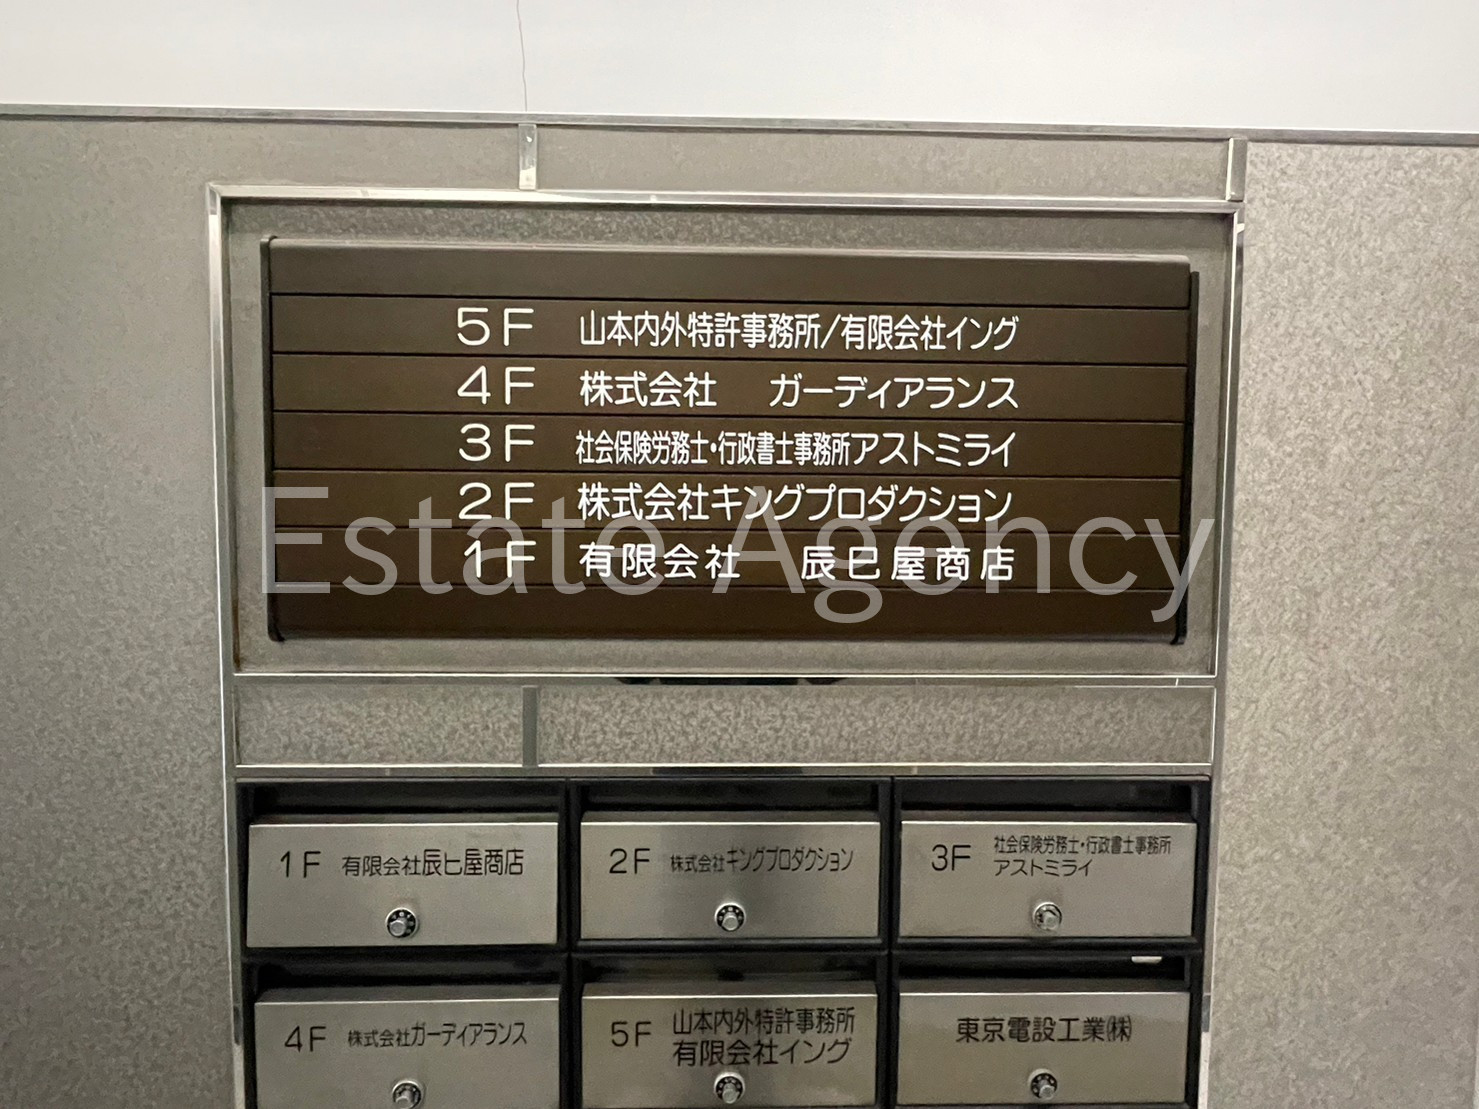 5F 山本内外特許事務所/有限会社イング
4F 株式会社 ガーディアランス
3F 社会保険労務士・行政書士事務所アストミライ
2F 株式会社キングプロダクション
1F 有限会社 辰巳屋商店
Estate Agency
1F 有限会社辰巳屋商店
2F 株式会社キングプロダクション
3F 社会保険労務士・行政書士事務所
アストミライ
4F 株式会社ガーディアランス
5F 山本内外特許事務所
有限会社イング
東京電設工業㈱